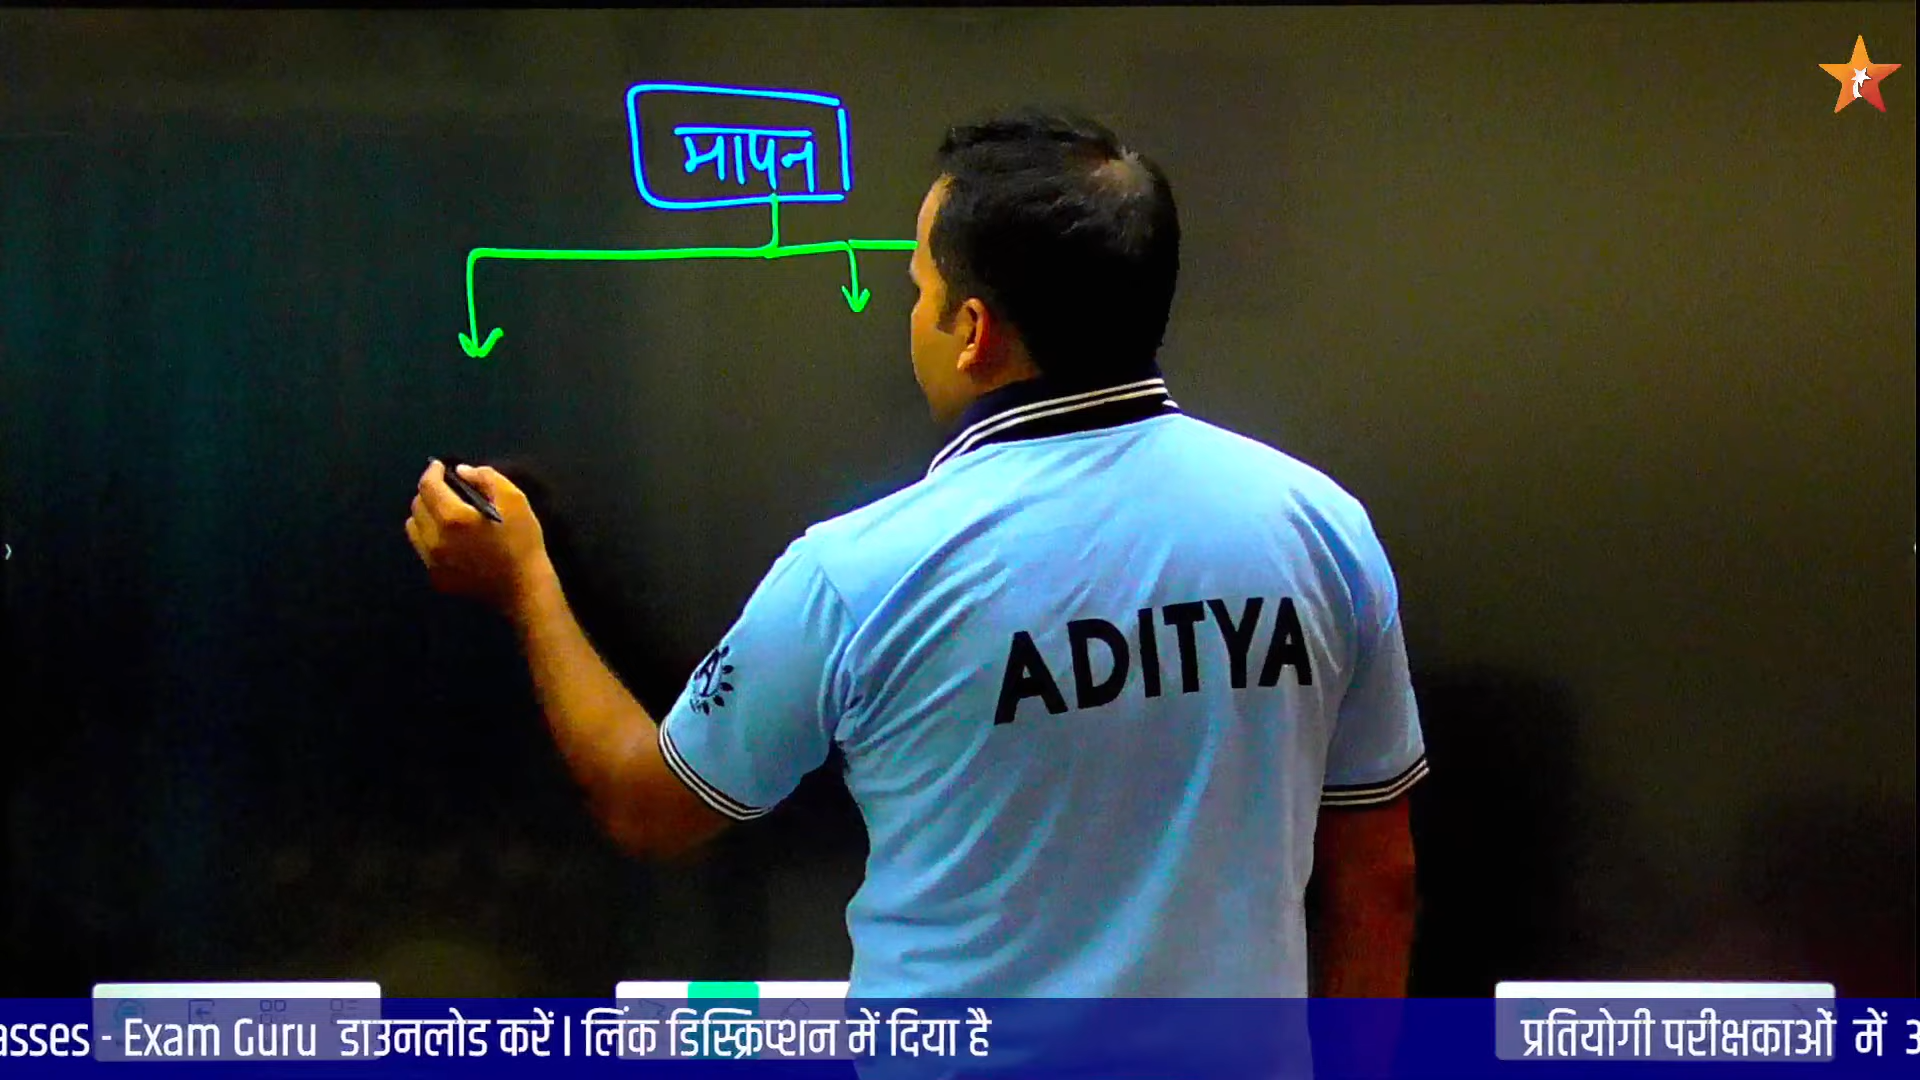 मापन
ADITYA
asses - Exam Guru डाउनलोड करें । लिंक डिस्क्रिप्शन में दिया है
प्रतियोगी परीक्षकाओं में